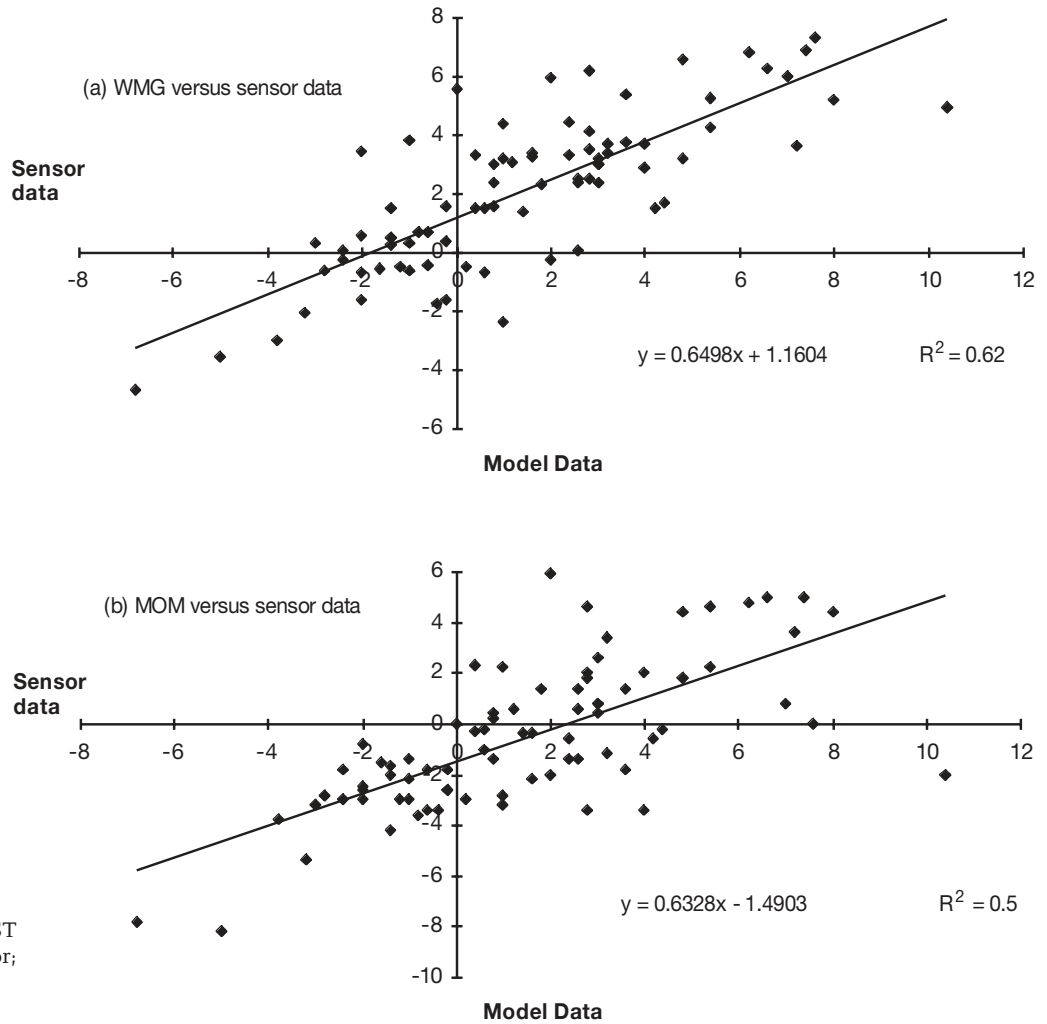 8
6
(a) WMG versus sensor data
4
Sensor
data
2
0
-8 -6 -4 -2 0 2 4 6 8 10 12
-2
y = 0.6498x + 1.1604 R² = 0.62
-4
-6
Model Data
6
(b) MOM versus sensor data
4
Sensor
data
2
0
-8 -6 -4 -2 0 2 4 6 8 10 12
-2
-4
-6
y = 0.6328x - 1.4903 R² = 0.5
-8
ST
or;
-10
Model Data